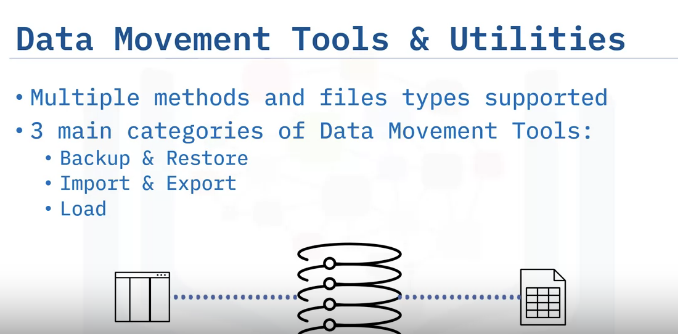 Data Movement Tools & Utilities
• Multiple methods and files types supported
• 3 main categories of Data Movement Tools:
• Backup & Restore
• Import & Export
• Load